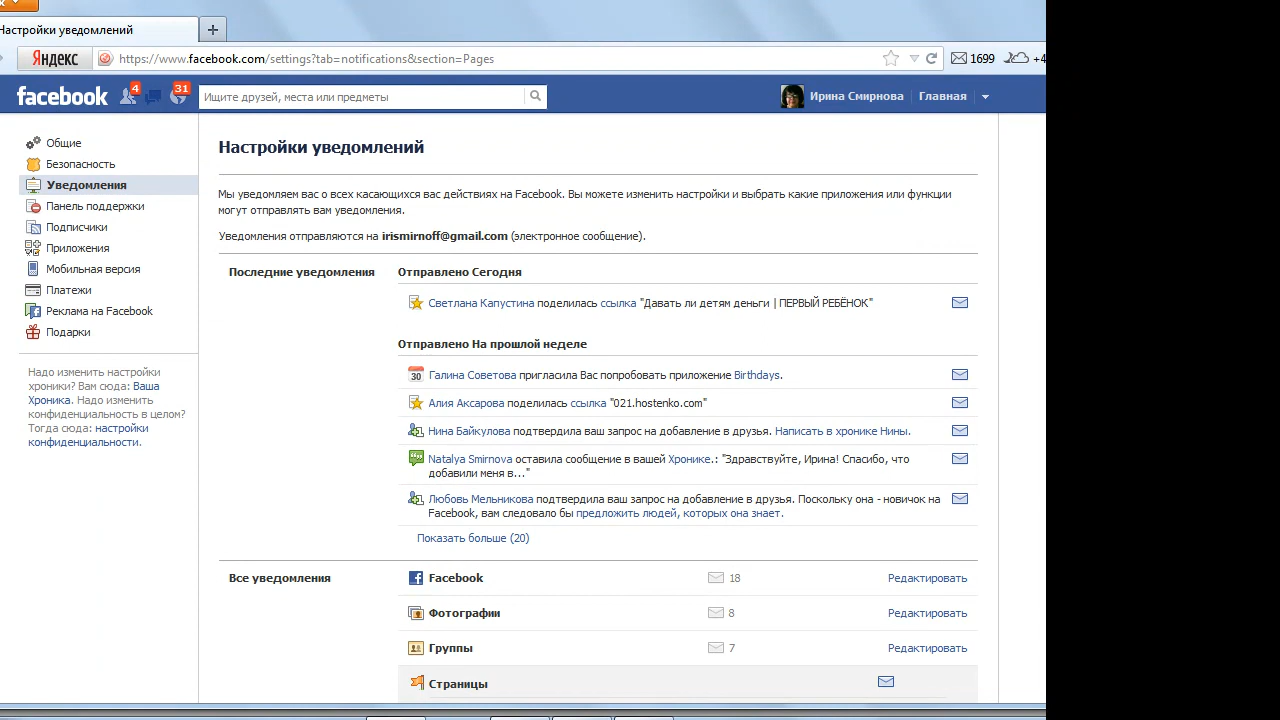 Настройки уведомлений
Яндекс
https://www.facebook.com/settings?tab=notifications&section=Pages
1699
+4
facebook
4
31
Ищите друзей, места или предметы
Ирина Смирнова
Главная
Общие
Безопасность
Уведомления
Панель поддержки
Подписчики
Приложения
Мобильная версия
Платежи
Реклама на Facebook
Подарки
Надо изменить настройки
хроники? Вам сюда: Ваша
Хроника. Надо изменить
конфиденциальность в целом?
Тогда сюда: настройки
конфиденциальности.
Настройки уведомлений
Мы уведомляем вас о всех касающихся вас действиях на Facebook. Вы можете изменить настройки и выбрать какие приложения или функции
могут отправлять вам уведомления.
Уведомления отправляются на irismirnoff@gmail.com (электронное сообщение).
Последние уведомления
Отправлено Сегодня
Светлана Капустина поделилась ссылка "Давать ли детям деньги | ПЕРВЫЙ РЕБЁНОК"
Отправлено На прошлой неделе
30
Галина Советова пригласила Вас попробовать приложение Birthdays.
Алия Аксарова поделилась ссылка "021.hostenko.com"
Нина Байкулова подтвердила ваш запрос на добавление в друзья. Написать в хронике Нины.
Natalya Smirnova оставила сообщение в вашей Хронике.: "Здравствуйте, Ирина! Спасибо, что
добавили меня в..."
Любовь Мельникова подтвердила ваш запрос на добавление в друзья. Поскольку она - новичок на
Facebook, вам следовало бы предложить людей, которых она знает.
Показать больше (20)
Все уведомления
Facebook 18 Редактировать
Фотографии 8 Редактировать
Группы 7 Редактировать
Страницы